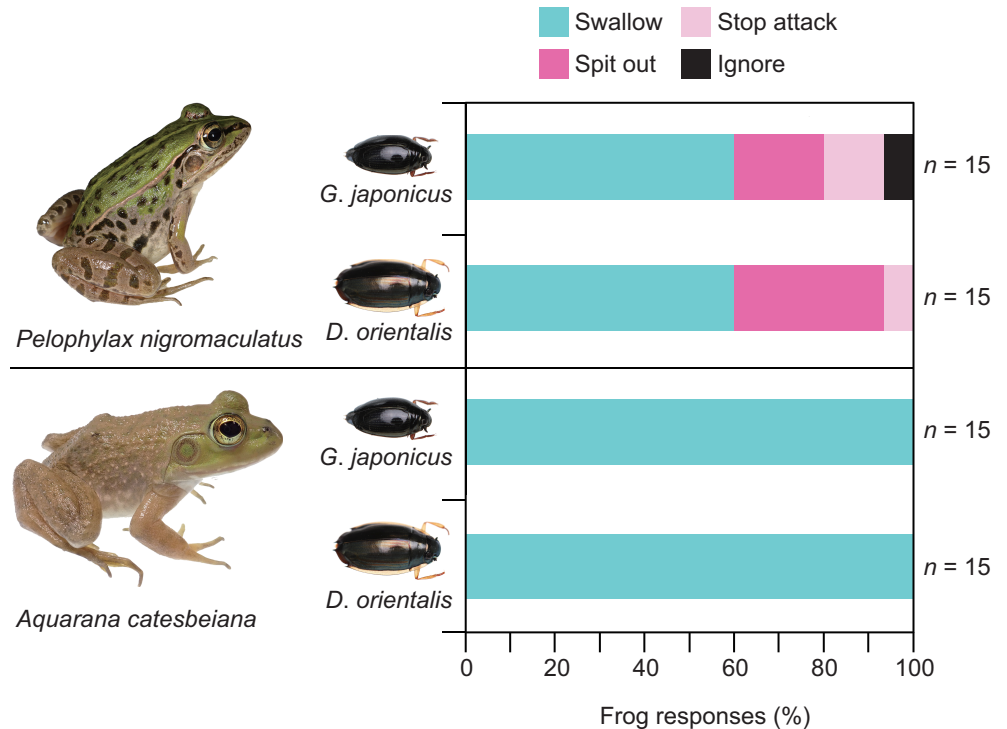 Swallow
Stop attack
Spit out
Ignore
G. japonicus
n = 15
D. orientalis
n = 15
Pelophylax nigromaculatus
G. japonicus
n = 15
D. orientalis
n = 15
Aquarana catesbeiana
0 20 40 60 80 100
Frog responses (%)